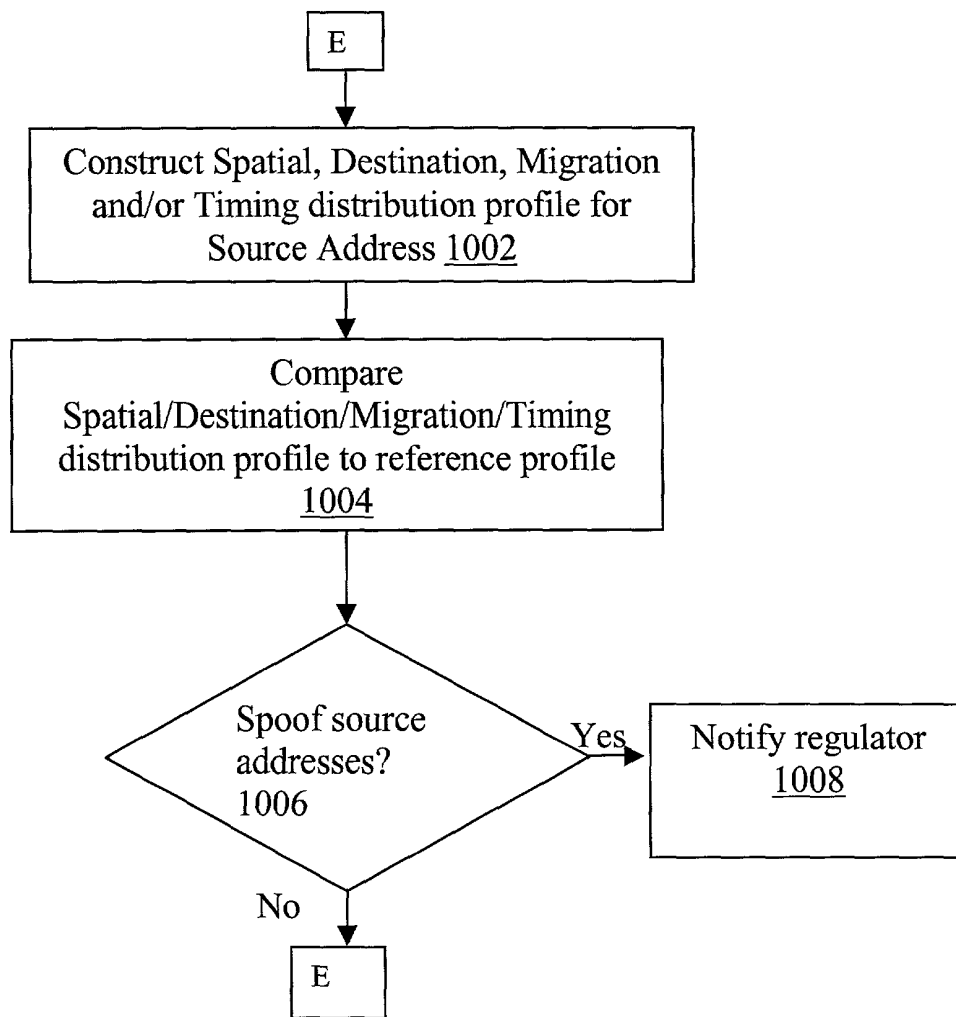 E
Construct Spatial, Destination, Migration
and/or Timing distribution profile for
Source Address 1002
Compare
Spatial/Destination/Migration/Timing
distribution profile to reference profile
1004
Spoof source
addresses?
1006
Yes
Notify regulator
1008
No
E